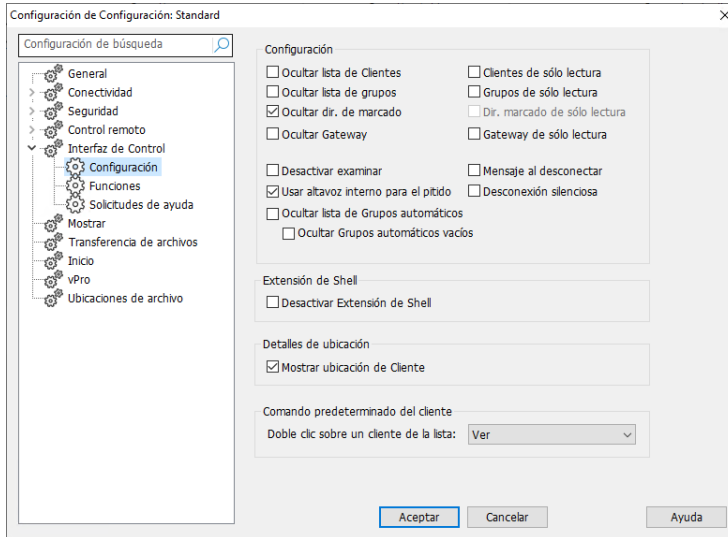 Configuración de Configuración: Standard
Configuración de búsqueda
General
Conectividad
Seguridad
Control remoto
Interfaz de Control
Configuración
Funciones
Solicitudes de ayuda
Mostrar
Transferencia de archivos
Inicio
vPro
Ubicaciones de archivo
Configuración
Ocultar lista de Clientes
Clientes de sólo lectura
Ocultar lista de grupos
Grupos de sólo lectura
Ocultar dir. de marcado
Dir. marcado de sólo lectura
Ocultar Gateway
Gateway de sólo lectura
Desactivar examinar
Mensaje al desconectar
Usar altavoz interno para el pitido
Desconexión silenciosa
Ocultar lista de Grupos automáticos
Ocultar Grupos automáticos vacíos
Extensión de Shell
Desactivar Extensión de Shell
Detalles de ubicación
Mostrar ubicación de Cliente
Comando predeterminado del cliente
Doble clic sobre un cliente de la lista: Ver
Aceptar Cancelar Ayuda